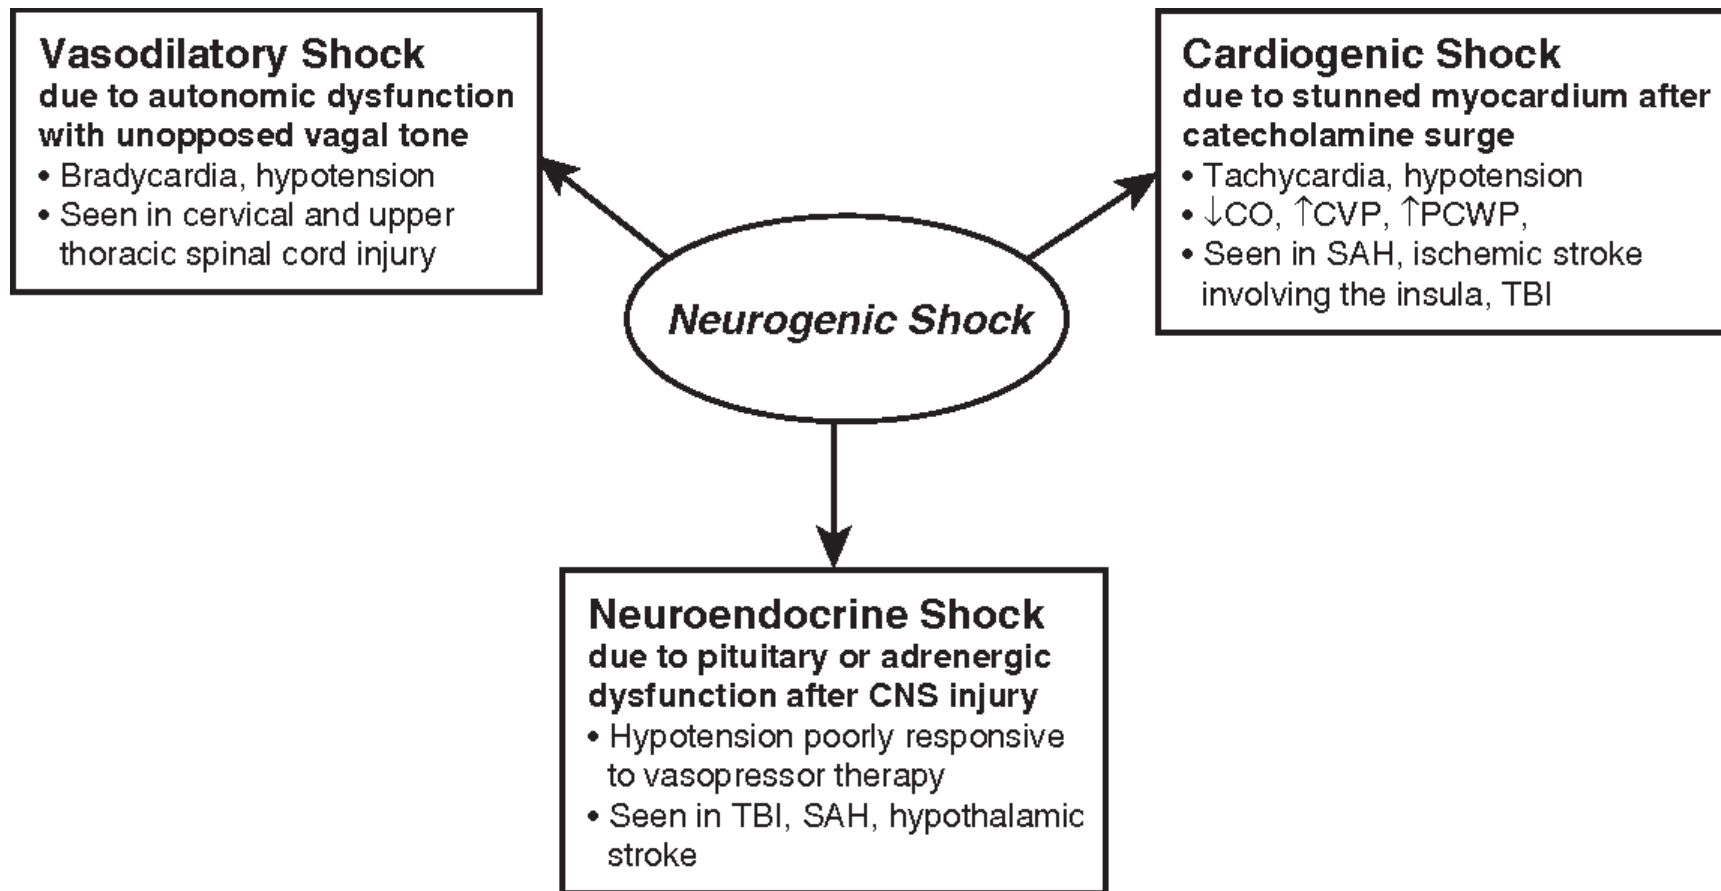 Vasodilatory Shock
due to autonomic dysfunction
with unopposed vagal tone
• Bradycardia, hypotension
• Seen in cervical and upper
thoracic spinal cord injury
Cardiogenic Shock
due to stunned myocardium after
catecholamine surge
• Tachycardia, hypotension
• ↓CO, ↑CVP, ↑PCWP,
• Seen in SAH, ischemic stroke
involving the insula, TBI
Neurogenic Shock
Neuroendocrine Shock
due to pituitary or adrenergic
dysfunction after CNS injury
• Hypotension poorly responsive
to vasopressor therapy
• Seen in TBI, SAH, hypothalamic
stroke